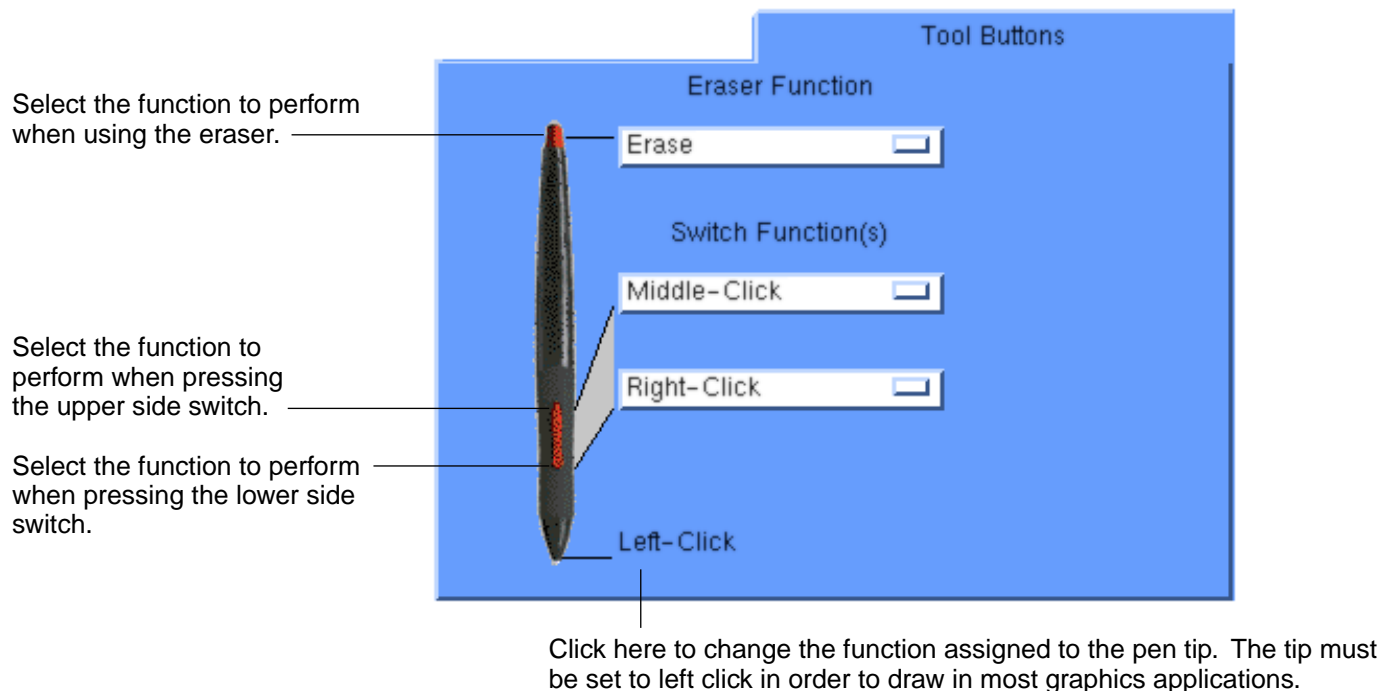 Tool Buttons
Eraser Function
Select the function to perform
when using the eraser.
Erase
Switch Function(s)
Middle-Click
Select the function to
perform when pressing
the upper side switch.
Right-Click
Select the function to perform
when pressing the lower side
switch.
Left-Click
Click here to change the function assigned to the pen tip. The tip must
be set to left click in order to draw in most graphics applications.